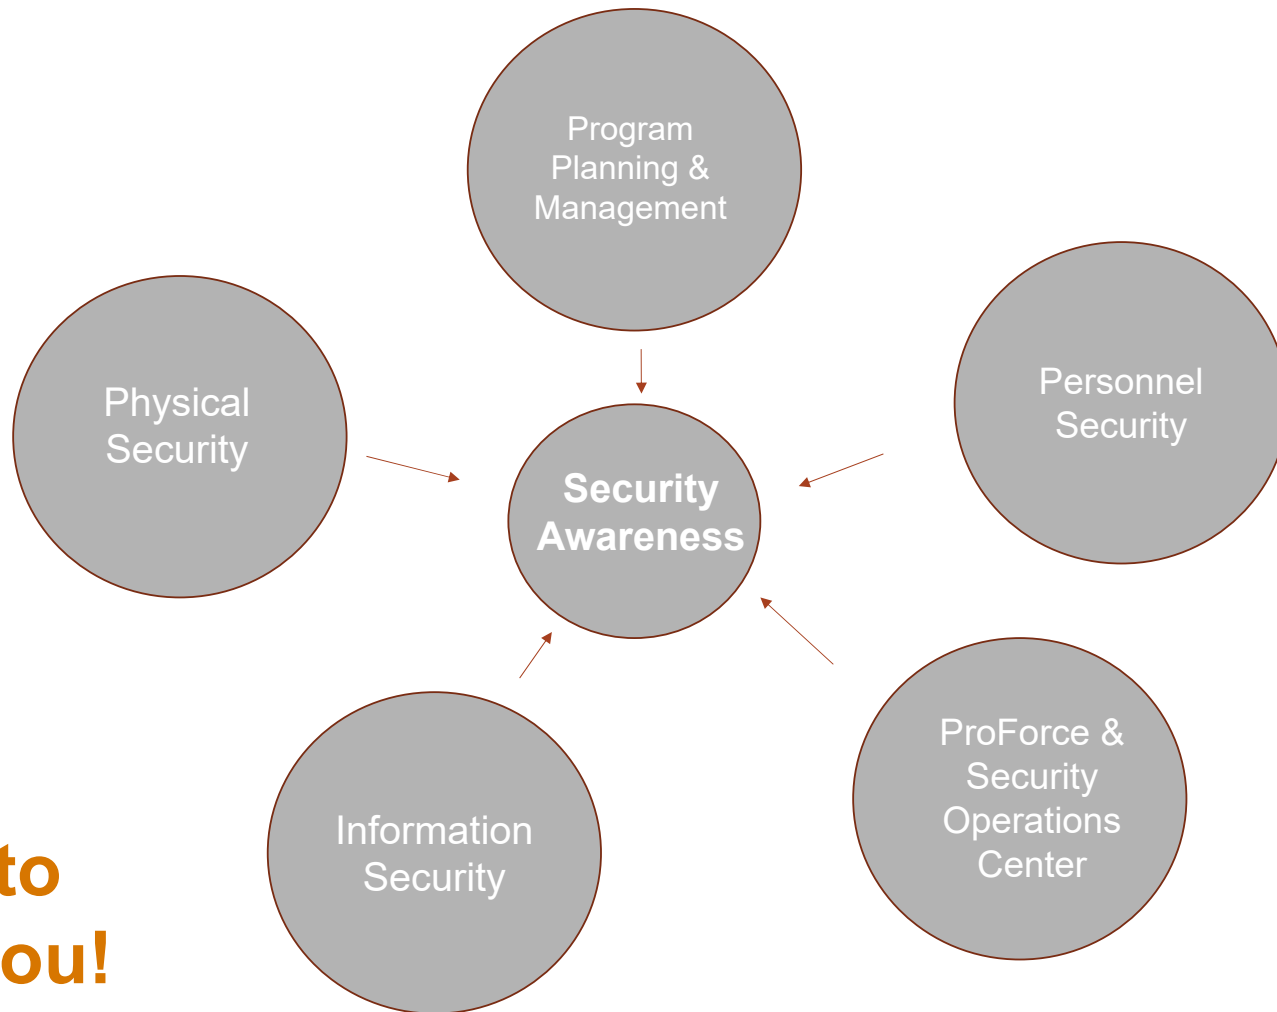 Program
Planning &
Management
Physical
Security
Personnel
Security
Security
Awareness
ProForce &
Security
Operations
Center
Information
Security
to
ou!